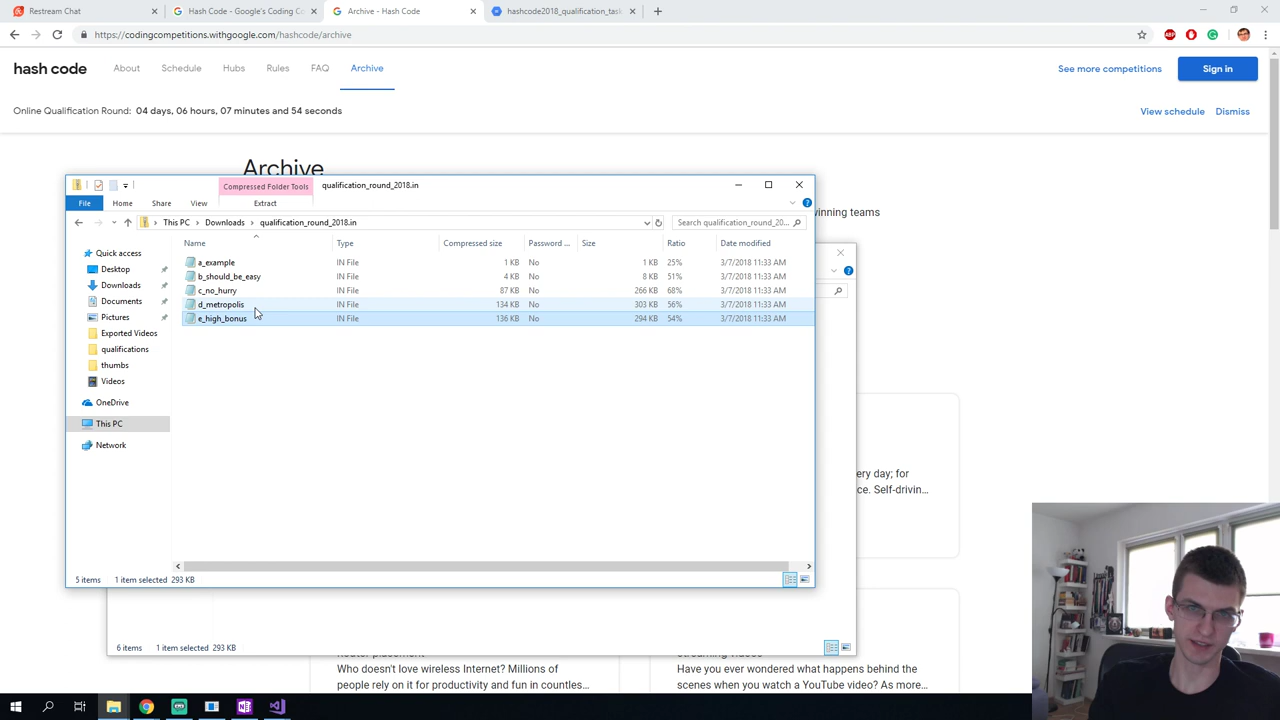 Restream Chat
Hash Code - Google's Coding Co
Archive - Hash Code
hashcode2018_qualification_task
https://codingcompetitions.withgoogle.com/hashcode/archive
hash code
About
Schedule
Hubs
Rules
FAQ
Archive
See more competitions
Sign in
Online Qualification Round: 04 days, 06 hours, 07 minutes and 54 seconds
View schedule
Dismiss
Archive
winning teams
Compressed Folder Tools
qualification_round_2018.in
File
Home
Share
View
Extract
This PC
Downloads
qualification_round_2018.in
Search qualification_round_20...
Name
Type
Compressed size
Password ...
Size
Ratio
Date modified
a_example IN File 1 KB No 1 KB 25% 3/7/2018 11:33 AM
b_should_be_easy IN File 4 KB No 8 KB 51% 3/7/2018 11:33 AM
c_no_hurry IN File 87 KB No 266 KB 68% 3/7/2018 11:33 AM
d_metropolis IN File 134 KB No 303 KB 56% 3/7/2018 11:33 AM
e_high_bonus IN File 136 KB No 294 KB 54% 3/7/2018 11:33 AM
Quick access
Desktop
Downloads
Documents
Pictures
Exported Videos
qualifications
thumbs
Videos
OneDrive
This PC
Network
5 items
1 item selected 293 KB
ery day; for
ce. Self-drivin...
6 items
1 item selected 293 KB
Router placement
Who doesn't love wireless Internet? Millions of
people rely on it for productivity and fun in countles...
Streaming videos
Have you ever wondered what happens behind the
scenes when you watch a YouTube video? As more...